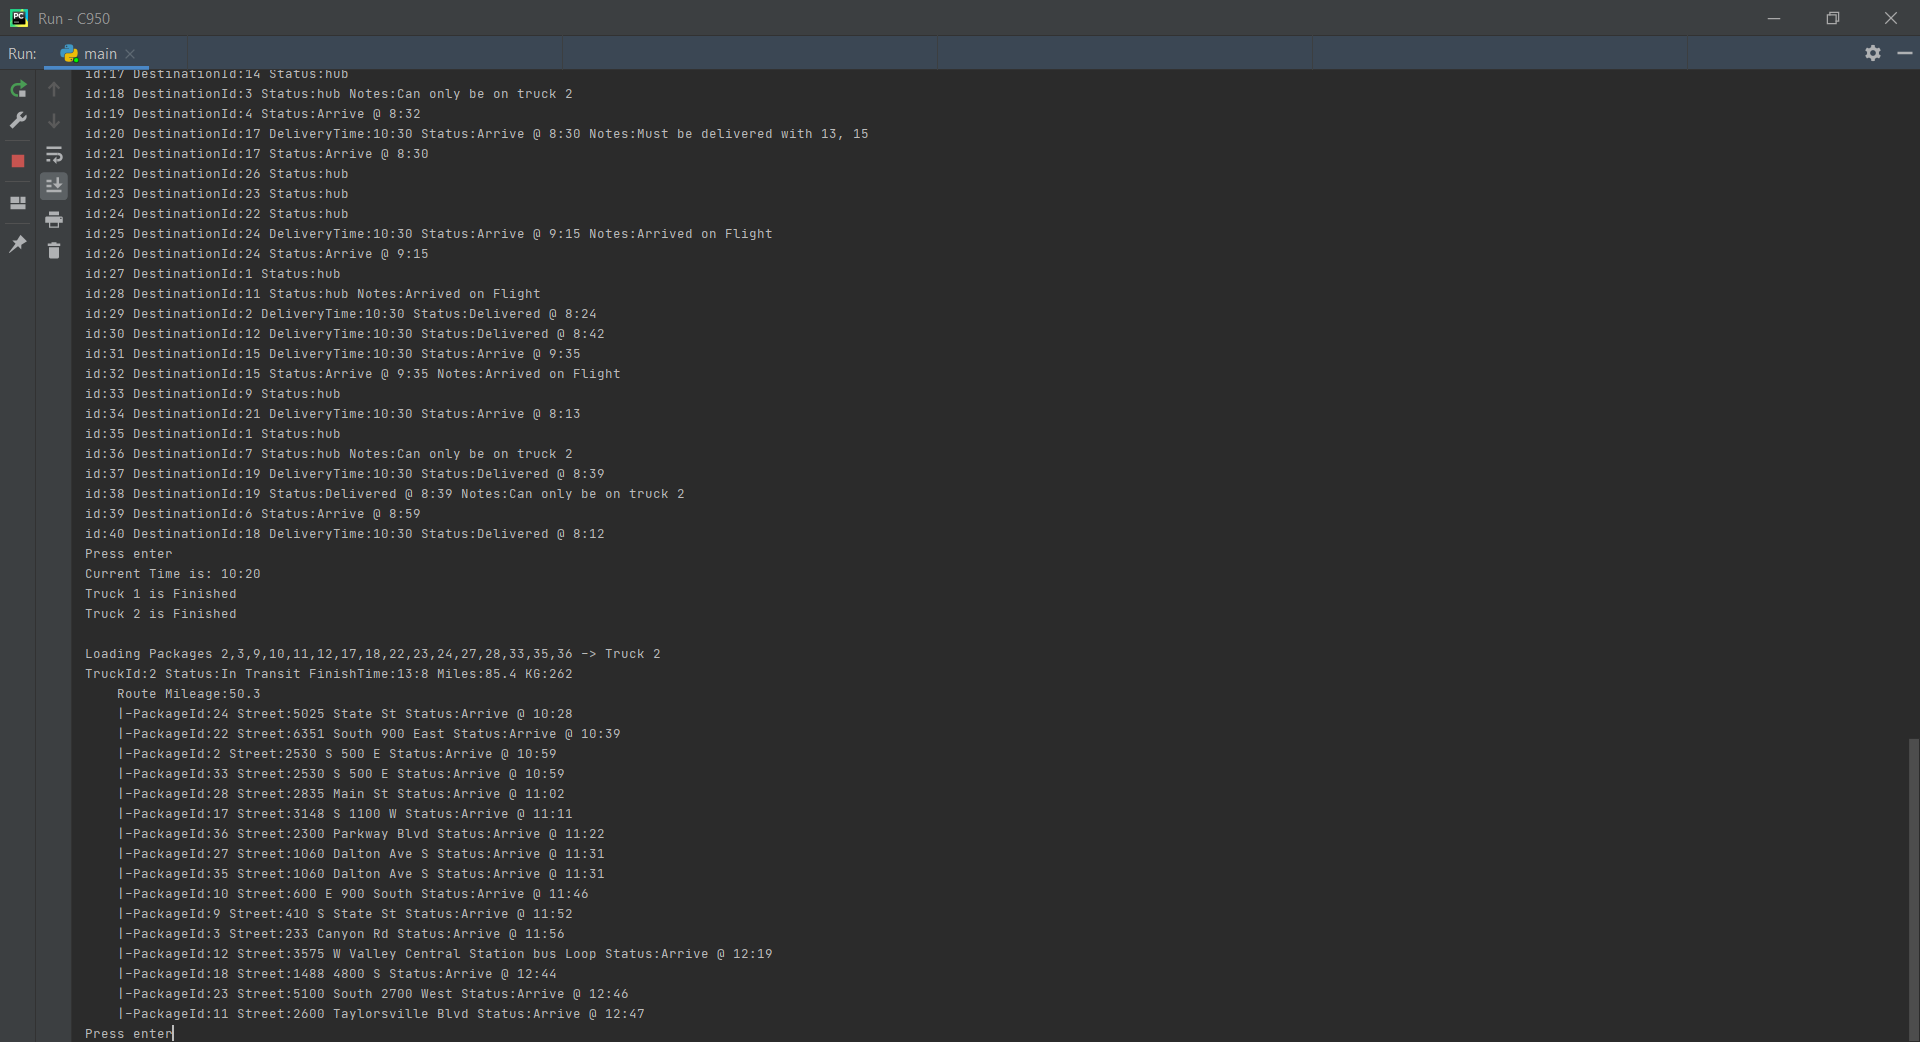 Run - C950
Run: main
id:17 DestinationId:14 Status:hub
id:18 DestinationId:3 Status:hub Notes:Can only be on truck 2
id:19 DestinationId:4 Status:Arrive @ 8:32
id:20 DestinationId:17 DeliveryTime:10:30 Status:Arrive @ 8:30 Notes:Must be delivered with 13, 15
id:21 DestinationId:17 Status:Arrive @ 8:30
id:22 DestinationId:26 Status:hub
id:23 DestinationId:23 Status:hub
id:24 DestinationId:22 Status:hub
id:25 DestinationId:24 DeliveryTime:10:30 Status:Arrive @ 9:15 Notes:Arrived on Flight
id:26 DestinationId:24 Status:Arrive @ 9:15
id:27 DestinationId:1 Status:hub
id:28 DestinationId:11 Status:hub Notes:Arrived on Flight
id:29 DestinationId:2 DeliveryTime:10:30 Status:Delivered @ 8:24
id:30 DestinationId:12 DeliveryTime:10:30 Status:Delivered @ 8:42
id:31 DestinationId:15 DeliveryTime:10:30 Status:Arrive @ 9:35
id:32 DestinationId:15 Status:Arrive @ 9:35 Notes:Arrived on Flight
id:33 DestinationId:9 Status:hub
id:34 DestinationId:21 DeliveryTime:10:30 Status:Arrive @ 8:13
id:35 DestinationId:1 Status:hub
id:36 DestinationId:7 Status:hub Notes:Can only be on truck 2
id:37 DestinationId:19 DeliveryTime:10:30 Status:Delivered @ 8:39
id:38 DestinationId:19 Status:Delivered @ 8:39 Notes:Can only be on truck 2
id:39 DestinationId:6 Status:Arrive @ 8:59
id:40 DestinationId:18 DeliveryTime:10:30 Status:Delivered @ 8:12
Press enter
Current Time is: 10:20
Truck 1 is Finished
Truck 2 is Finished
Loading Packages 2,3,9,10,11,12,17,18,22,23,24,27,28,33,35,36 -> Truck 2
TruckId:2 Status:In Transit FinishTime:13:8 Miles:85.4 KG:262
Route Mileage:50.3
|-PackageId:24 Street:5025 State St Status:Arrive @ 10:28
|-PackageId:22 Street:6351 South 900 East Status:Arrive @ 10:39
|-PackageId:2 Street:2530 S 500 E Status:Arrive @ 10:59
|-PackageId:33 Street:2530 S 500 E Status:Arrive @ 10:59
|-PackageId:28 Street:2835 Main St Status:Arrive @ 11:02
|-PackageId:17 Street:3148 S 1100 W Status:Arrive @ 11:11
|-PackageId:36 Street:2300 Parkway Blvd Status:Arrive @ 11:22
|-PackageId:27 Street:1060 Dalton Ave S Status:Arrive @ 11:31
|-PackageId:35 Street:1060 Dalton Ave S Status:Arrive @ 11:31
|-PackageId:10 Street:600 E 900 South Status:Arrive @ 11:46
|-PackageId:9 Street:410 S State St Status:Arrive @ 11:52
|-PackageId:3 Street:233 Canyon Rd Status:Arrive @ 11:56
|-PackageId:12 Street:3575 W Valley Central Station bus Loop Status:Arrive @ 12:19
|-PackageId:18 Street:1488 4800 S Status:Arrive @ 12:44
|-PackageId:23 Street:5100 South 2700 West Status:Arrive @ 12:46
|-PackageId:11 Street:2600 Taylorsville Blvd Status:Arrive @ 12:47
Press enter